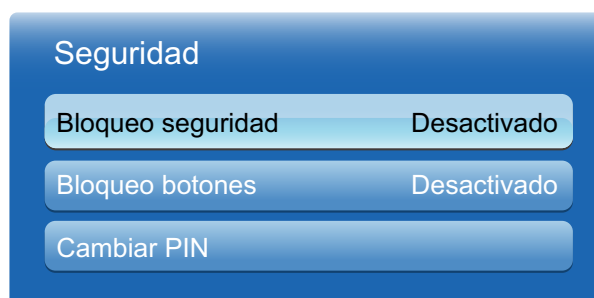 Seguridad
Bloqueo seguridad Desactivado
Bloqueo botones Desactivado
Cambiar PIN